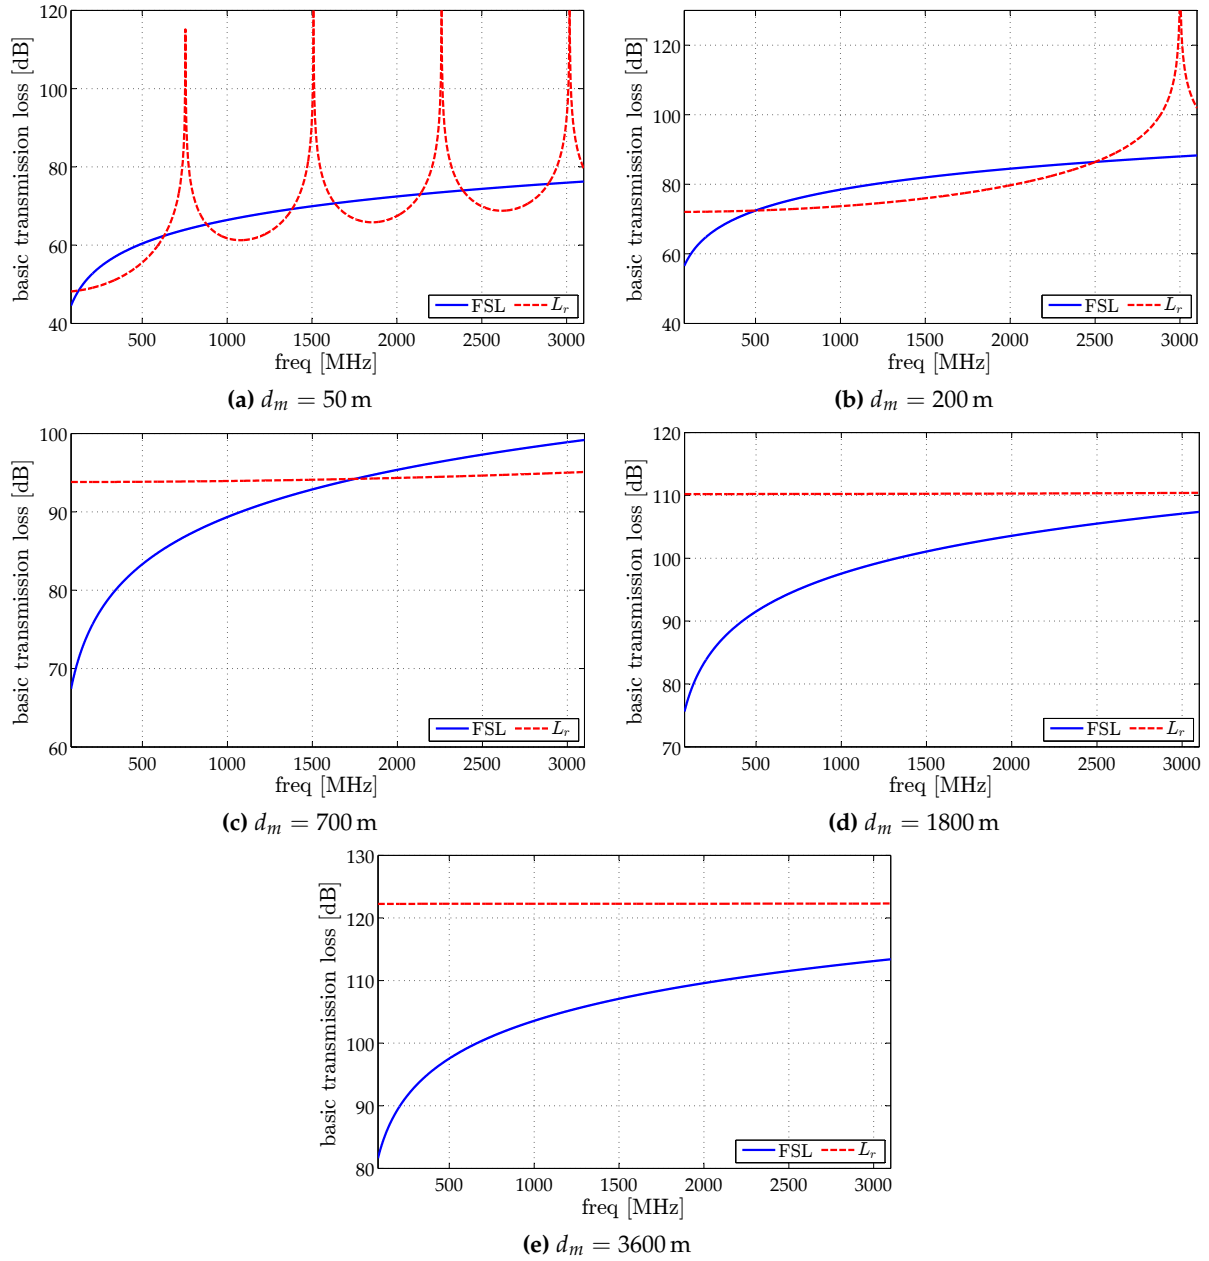 120
100
80
60
40
basic transmission loss [dB]
500 1000 1500 2000 2500 3000
freq [MHz]
FSL L_r
(a) d_m = 50 m
120
100
80
60
40
basic transmission loss [dB]
500 1000 1500 2000 2500 3000
freq [MHz]
FSL L_r
(b) d_m = 200 m
100
90
80
70
60
basic transmission loss [dB]
500 1000 1500 2000 2500 3000
freq [MHz]
FSL L_r
(c) d_m = 700 m
120
110
100
90
80
70
basic transmission loss [dB]
500 1000 1500 2000 2500 3000
freq [MHz]
FSL L_r
(d) d_m = 1800 m
130
120
110
100
90
80
basic transmission loss [dB]
500 1000 1500 2000 2500 3000
freq [MHz]
FSL L_r
(e) d_m = 3600 m